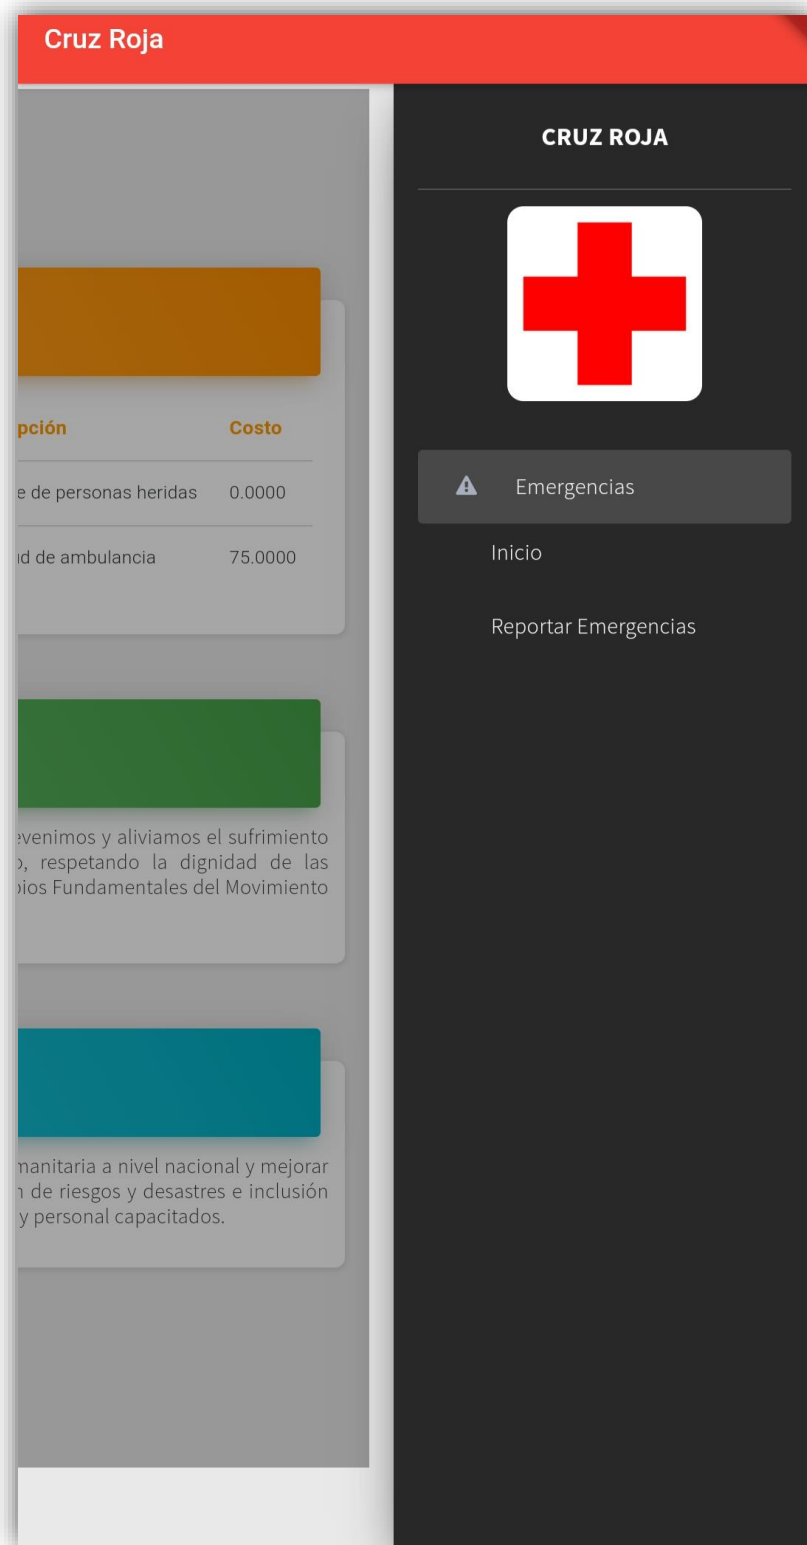 Cruz Roja
pción Costo
e de personas heridas 0.0000
ud de ambulancia 75.0000
evenimos y aliviamos el sufrimiento
o, respetando la dignidad de las
pios Fundamentales del Movimiento
manitaria a nivel nacional y mejorar
n de riesgos y desastres e inclusión
y personal capacitados.
CRUZ ROJA
Emergencias
Inicio
Reportar Emergencias